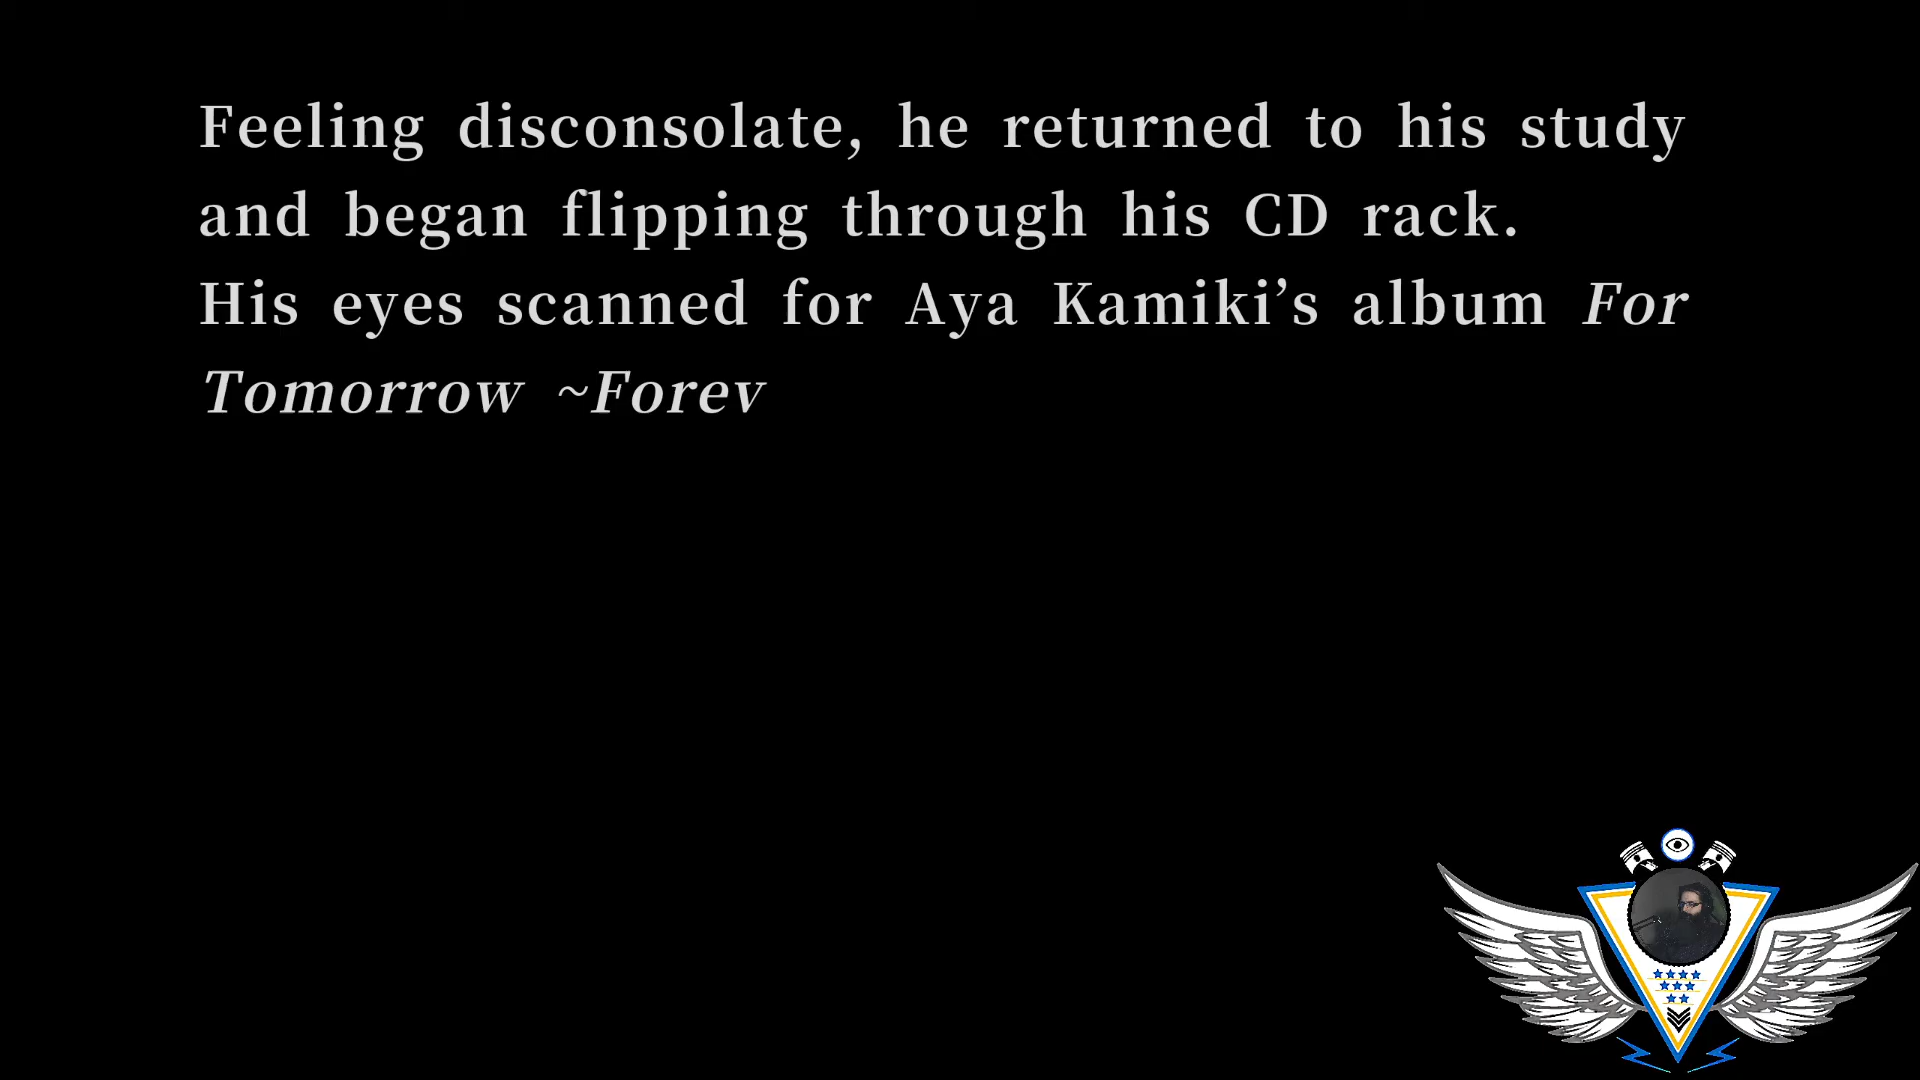 Feeling disconsolate, he returned to his study
and began flipping through his CD rack.
His eyes scanned for Aya Kamiki’s album For
Tomorrow ~Forev